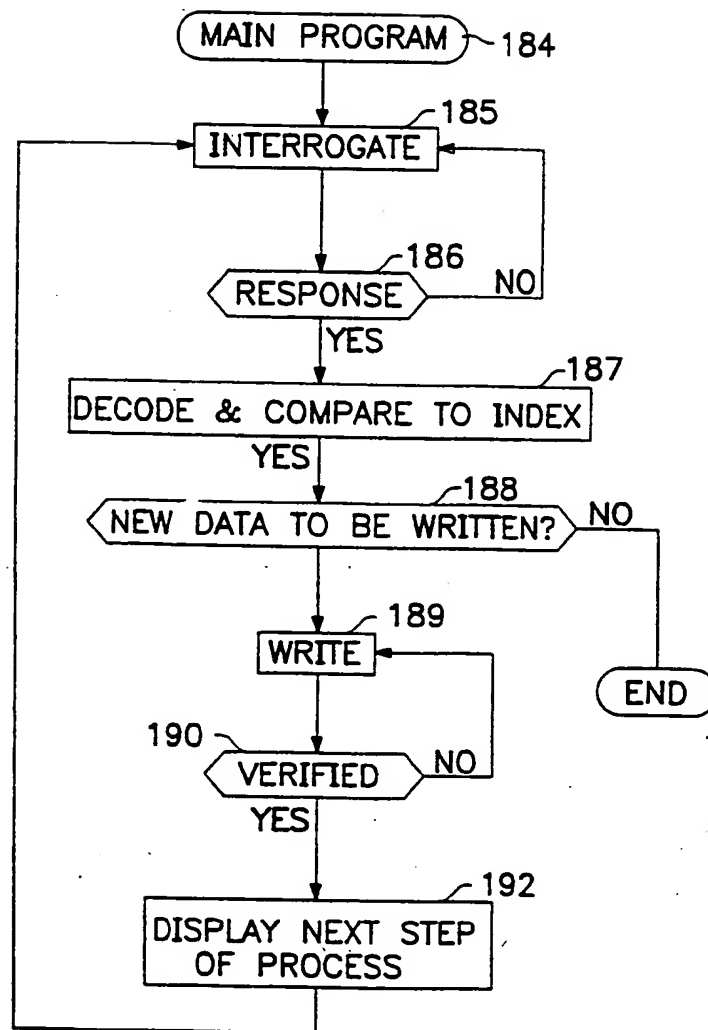 MAIN PROGRAM
184
185
INTERROGATE
186
RESPONSE
NO
YES
187
DECODE & COMPARE TO INDEX
YES
188
NEW DATA TO BE WRITTEN?
NO
189
WRITE
END
190
VERIFIED
NO
YES
192
DISPLAY NEXT STEP
OF PROCESS